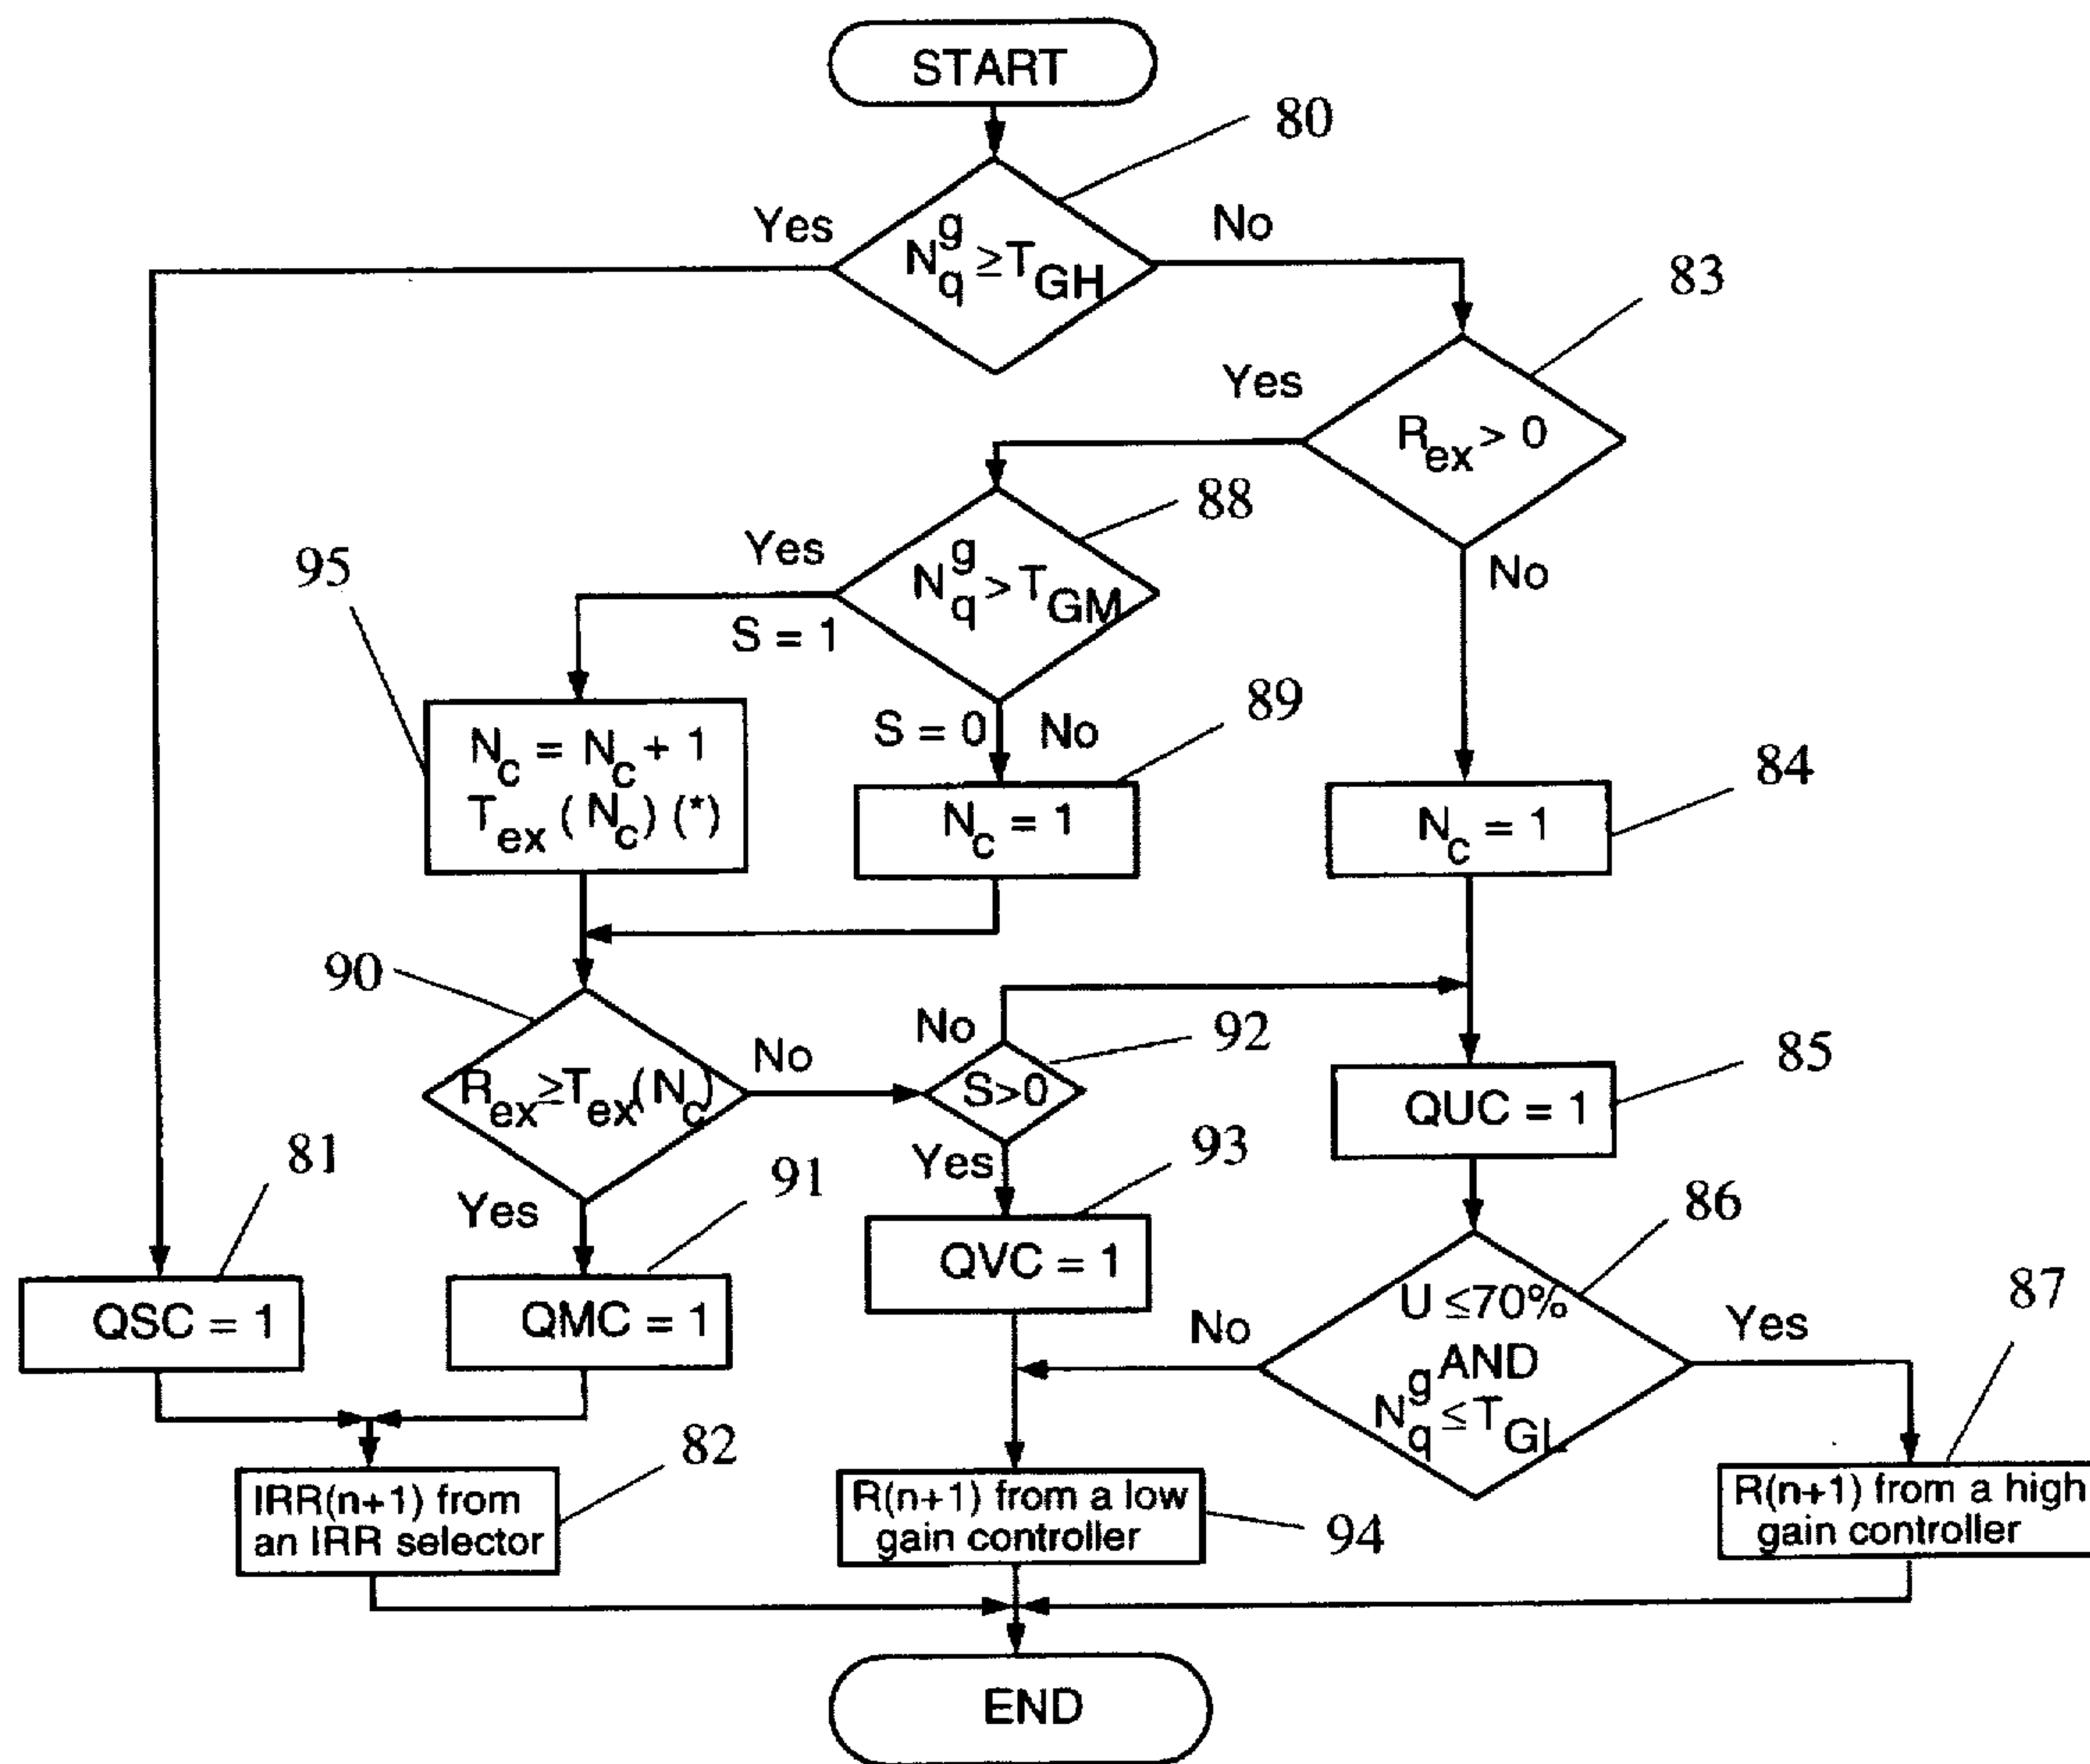 START
80
Yes
No
N_q^g ≥ T_GH
83
Yes
R_ex > 0
88
Yes
No
95
N_q^g > T_GM
S = 1
89
S = 0 No
N_c = N_c + 1
T_ex ( N_c ) (*)
84
N_c = 1
N_c = 1
90
No
92
No
85
R_ex ≥ T_ex(N_c)
S>0
QUC = 1
81
91
93
Yes
Yes
86
QVC = 1
87
QSC = 1
QMC = 1
No
U ≤70%
AND
N_q^g ≤ T_GL
Yes
82
IRR(n+1) from
an IRR selector
R(n+1) from a low
gain controller
94
R(n+1) from a high
gain controller
END